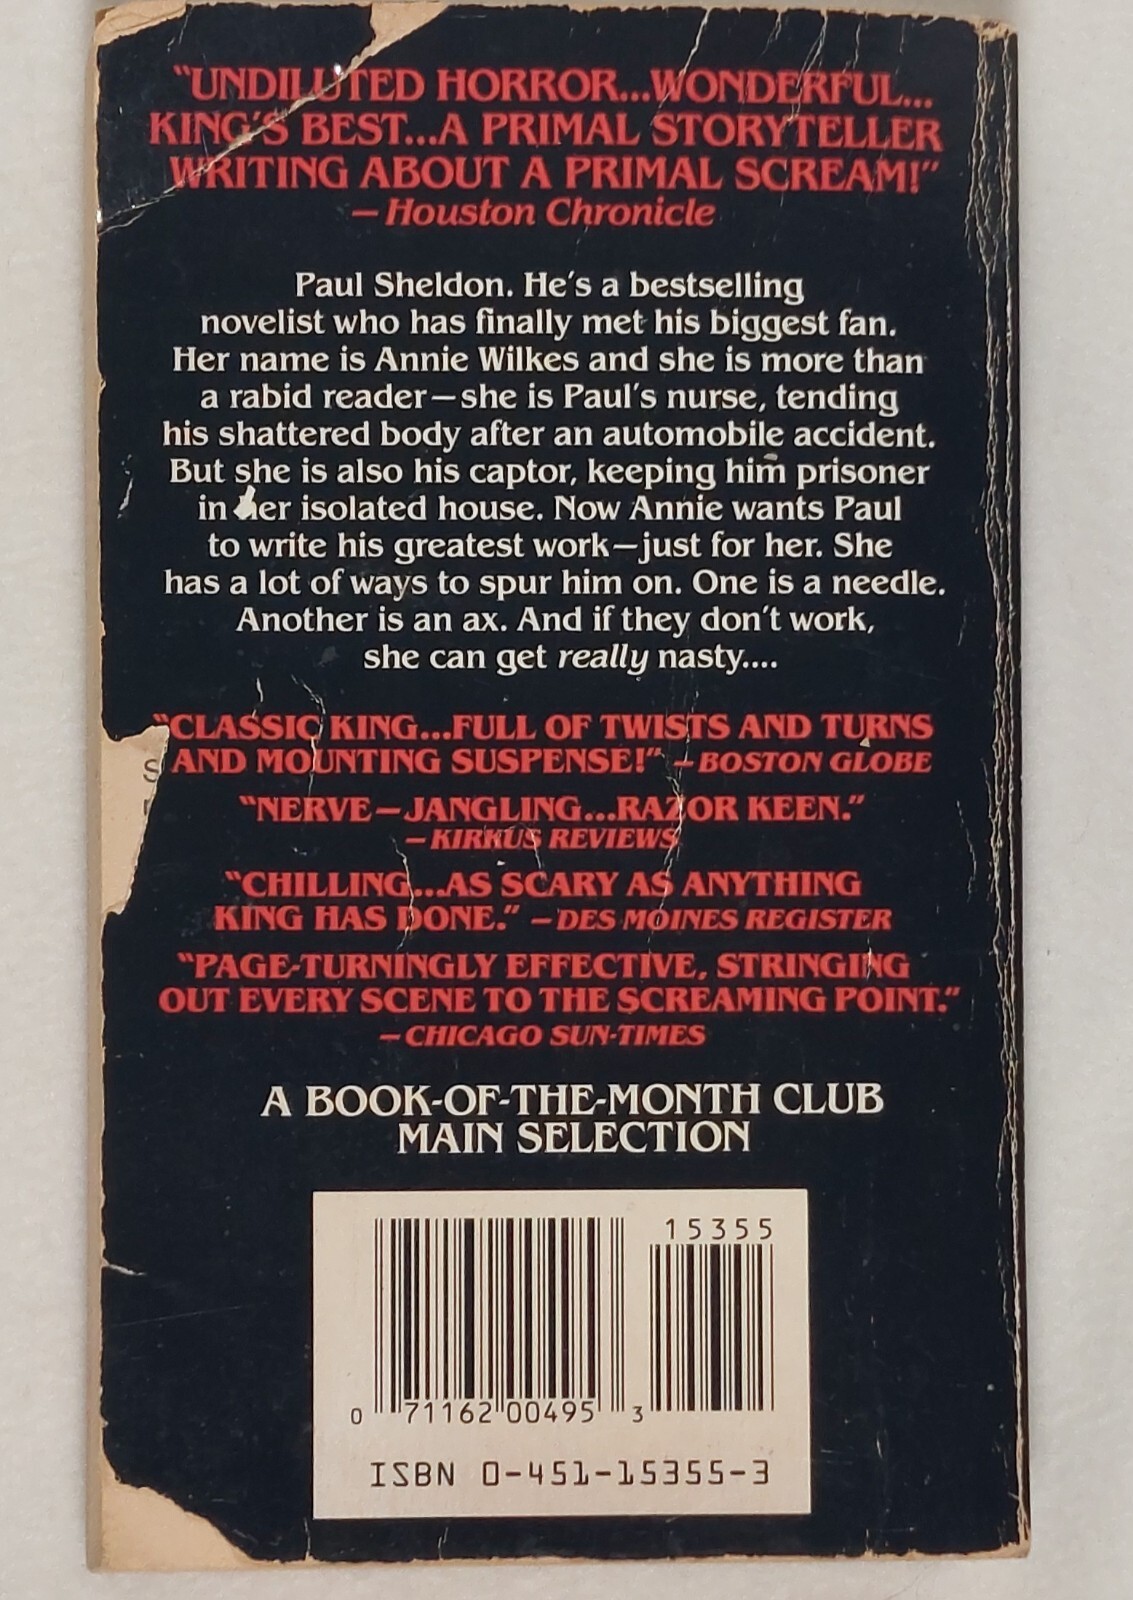 “UNDILUTED HORROR...WONDERFUL...
KING’S BEST...A PRIMAL STORYTELLER
WRITING ABOUT A PRIMAL SCREAM!”
—Houston Chronicle
Paul Sheldon. He’s a bestselling
novelist who has finally met his biggest fan.
Her name is Annie Wilkes and she is more than
a rabid reader—she is Paul’s nurse, tending
his shattered body after an automobile accident.
But she is also his captor, keeping him prisoner
in her isolated house. Now Annie wants Paul
to write his greatest work—just for her. She
has a lot of ways to spur him on. One is a needle.
Another is an ax. And if they don’t work,
she can get really nasty....
“CLASSIC KING...FULL OF TWISTS AND TURNS
AND MOUNTING SUSPENSE!” —BOSTON GLOBE
“NERVE—JANGLING...RAZOR KEEN.”
—KIRKUS REVIEWS
“CHILLING...AS SCARY AS ANYTHING
KING HAS DONE.” —DES MOINES REGISTER
“PAGE-TURNINGLY EFFECTIVE, STRINGING
OUT EVERY SCENE TO THE SCREAMING POINT.”
—CHICAGO SUN-TIMES
A BOOK-OF-THE-MONTH CLUB
MAIN SELECTION
15355
0 71162 00495 3
ISBN 0-451-15355-3